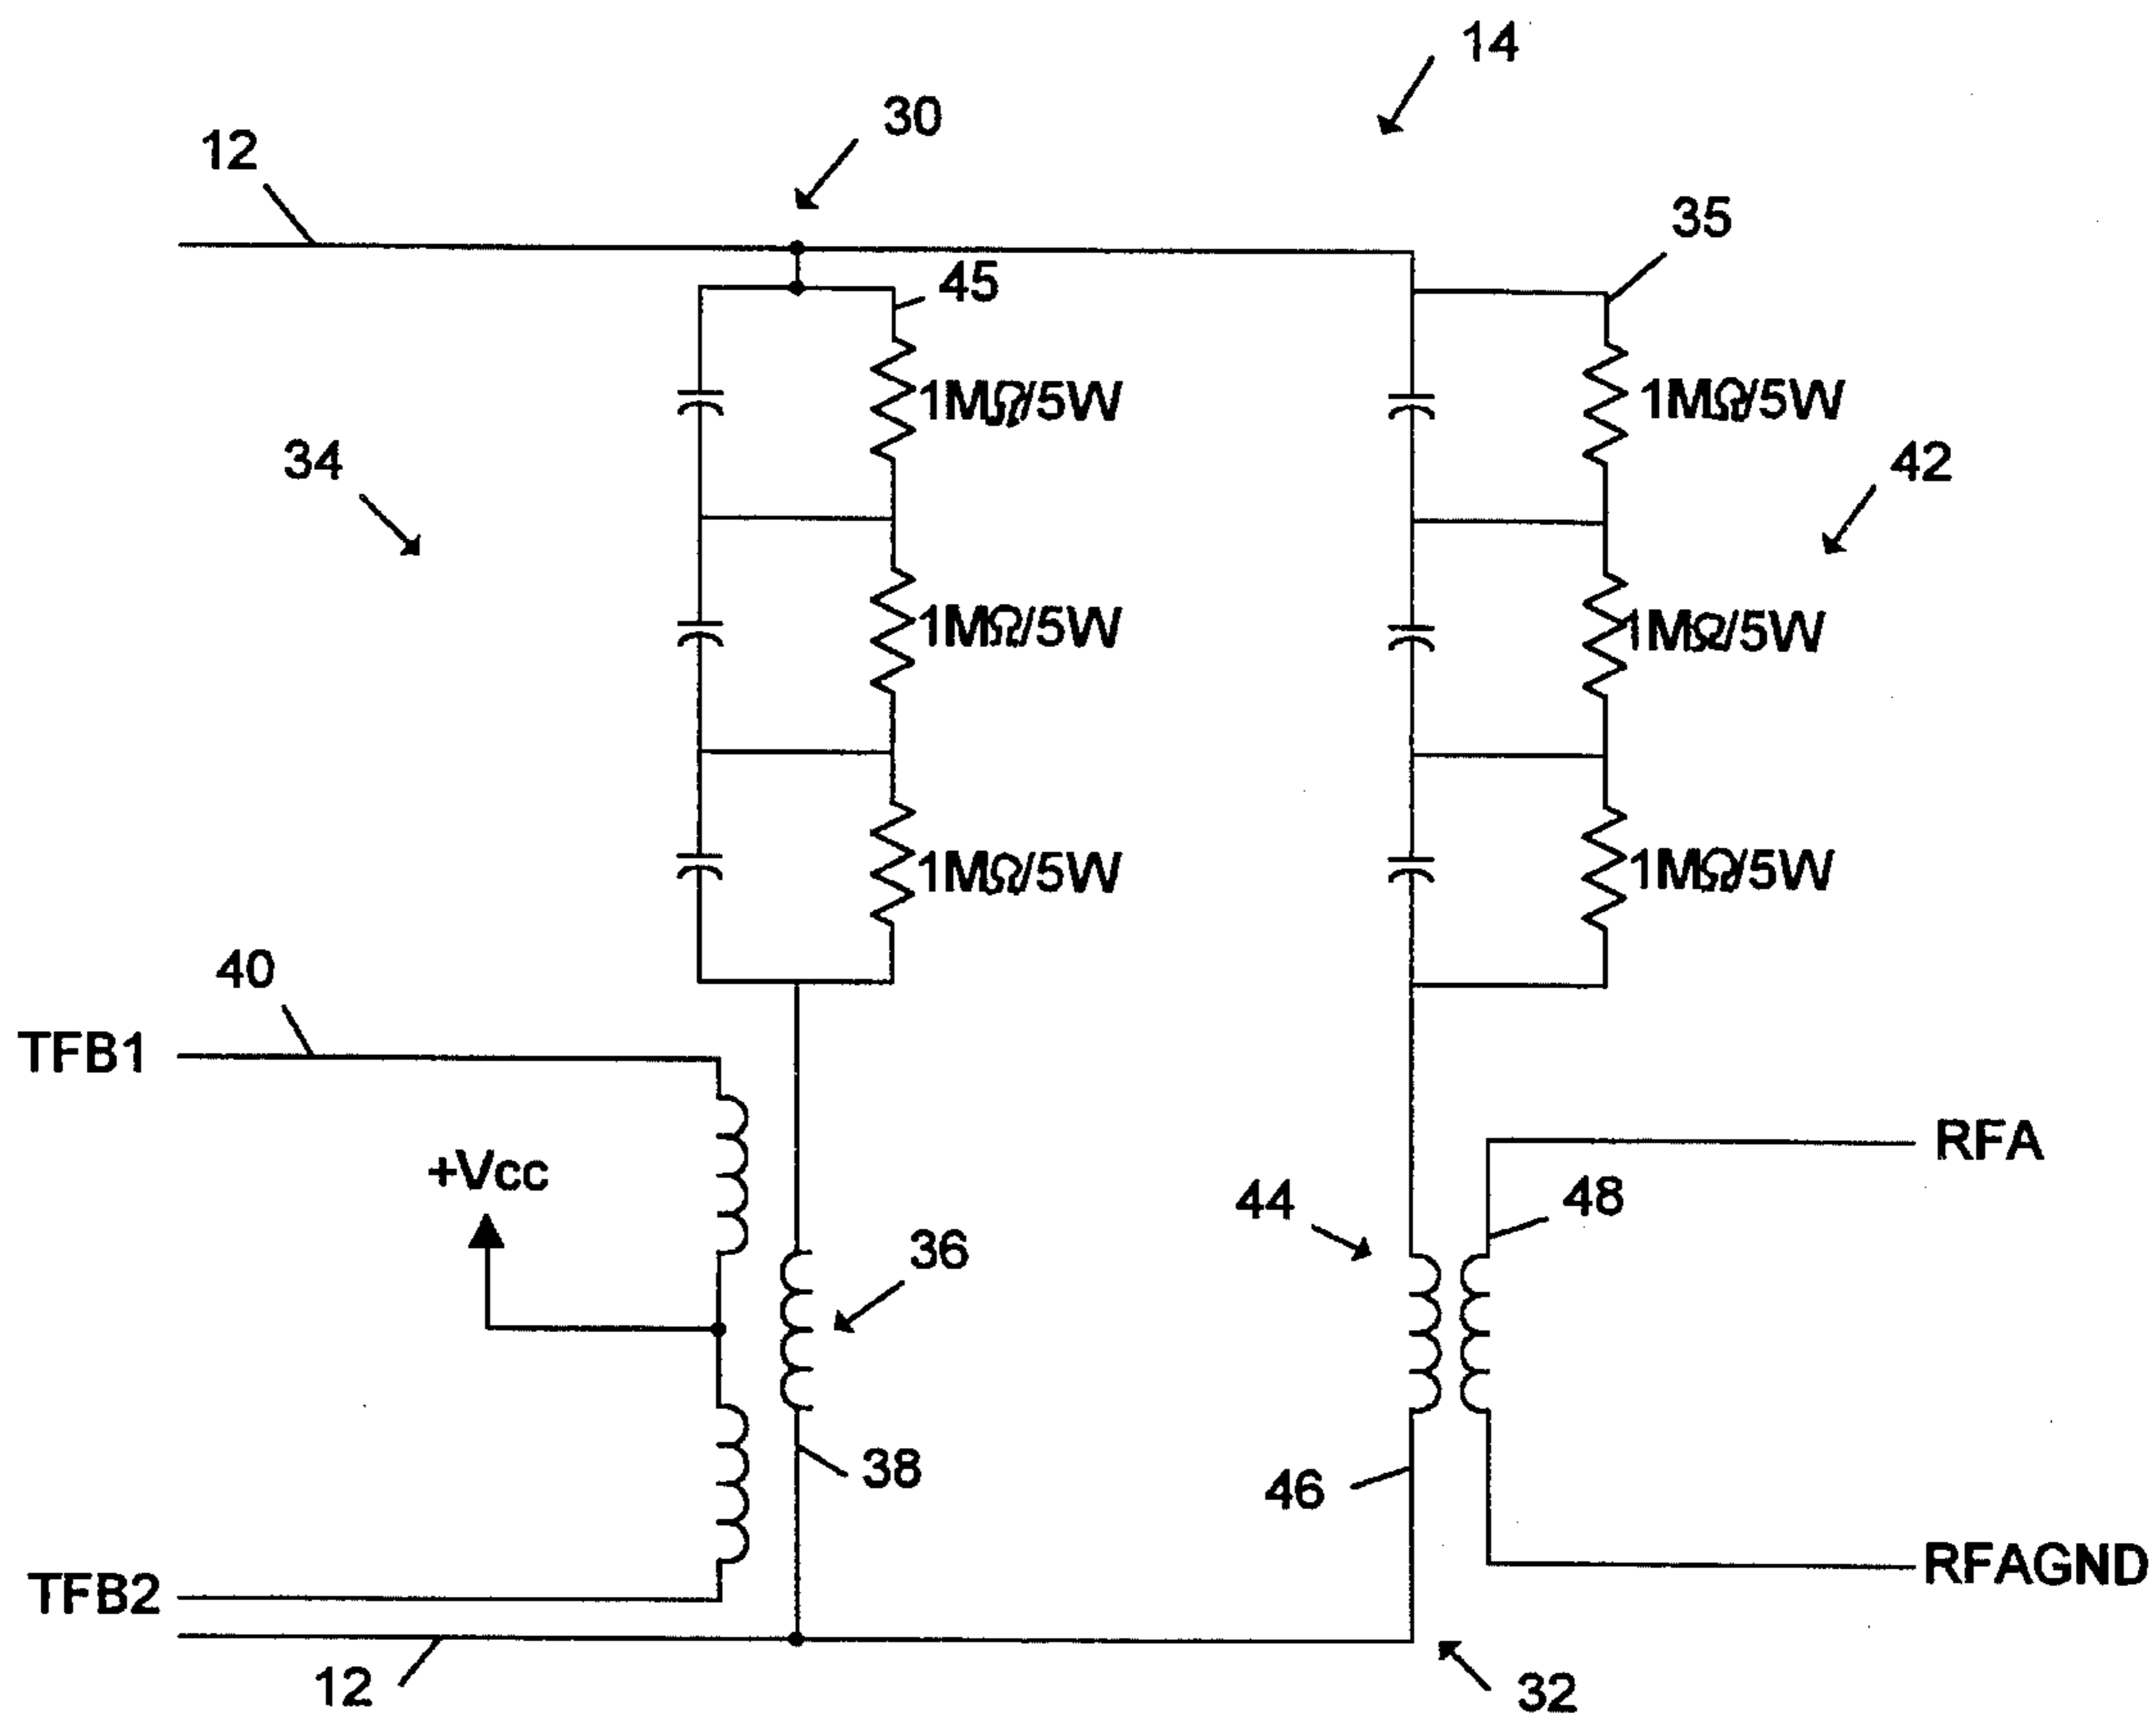 14
30
12
35
45
1MΩ/5W
1MΩ/5W
34
42
1MΩ/5W
1MΩ/5W
1MΩ/5W
1MΩ/5W
40
TFB1
RFA
+Vcc
44
48
36
38
46
RFAGND
TFB2
12
32